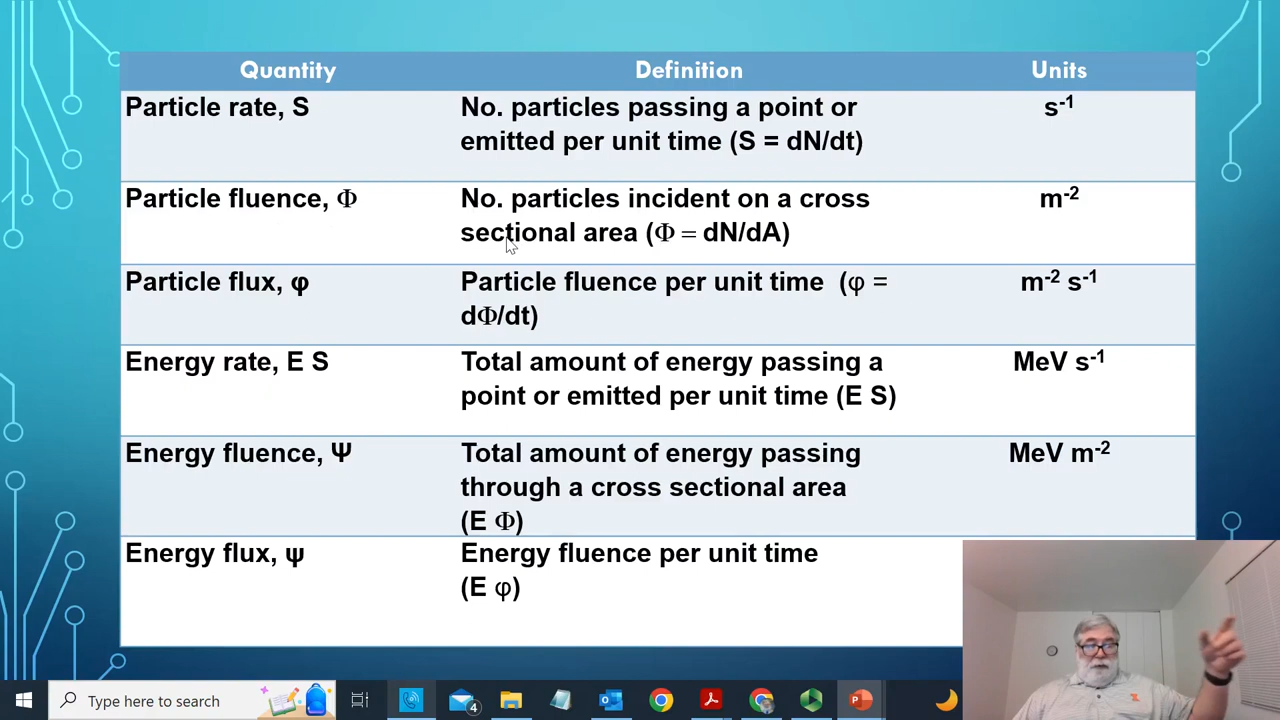 Quantity Definition Units
Particle rate, S No. particles passing a point or s-1
emitted per unit time (S = dN/dt)
Particle fluence, Φ No. particles incident on a cross m-2
sectional area (Φ = dN/dA)
Particle flux, φ Particle fluence per unit time (φ = m-2 s-1
dΦ/dt)
Energy rate, E S Total amount of energy passing a MeV s-1
point or emitted per unit time (E S)
Energy fluence, Ψ Total amount of energy passing MeV m-2
through a cross sectional area
(E Φ)
Energy flux, ψ Energy fluence per unit time
(E φ)
Type here to search
4